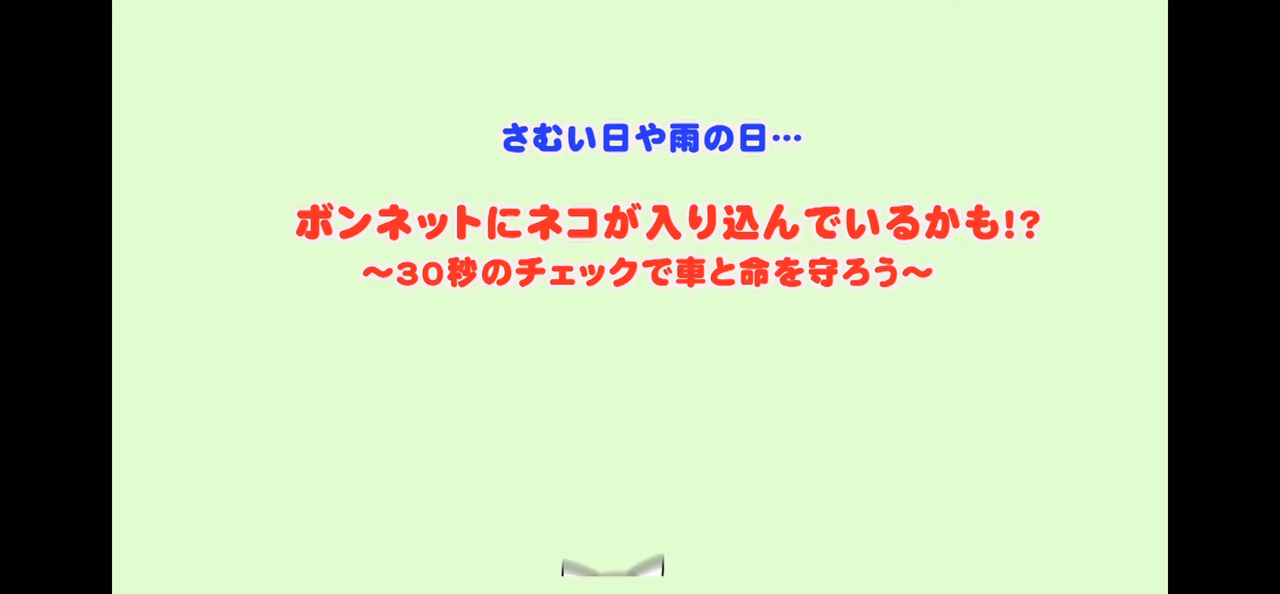 さむい日や雨の日…
ボンネットにネコが入り込んでいるかも!?
～30秒のチェックで車と命を守ろう～